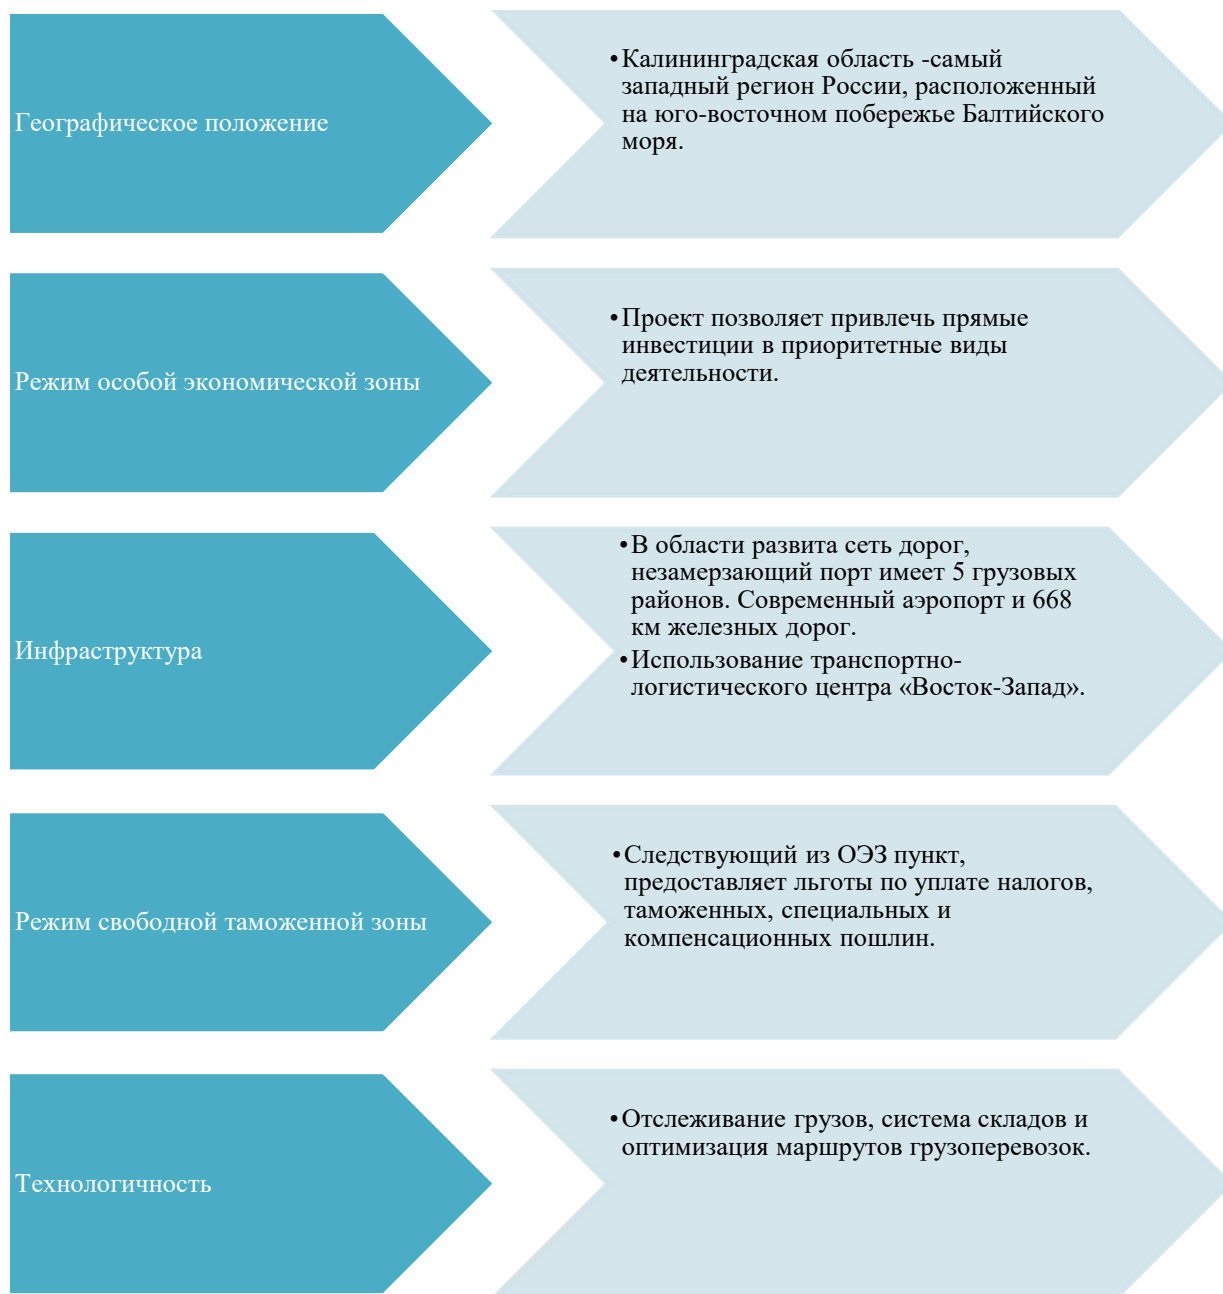 Географическое положение
•Калининградская область -самый
западный регион России, расположенный
на юго-восточном побережье Балтийского
моря.
Режим особой экономической зоны
•Проект позволяет привлечь прямые
инвестиции в приоритетные виды
деятельности.
Инфраструктура
•В области развита сеть дорог,
незамерзающий порт имеет 5 грузовых
районов. Современный аэропорт и 668
км железных дорог.
•Использование транспортно-
логистического центра «Восток-Запад».
Режим свободной таможенной зоны
•Следствующий из ОЭЗ пункт,
предоставляет льготы по уплате налогов,
таможенных, специальных и
компенсационных пошлин.
Технологичность
•Отслеживание грузов, система складов и
оптимизация маршрутов грузоперевозок.